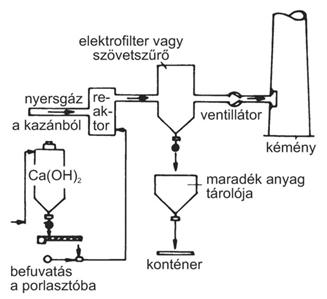 elektrofilter vagy
szövetszűrő
nyersgáz
a kazánból
re-
ak-
tor
ventillátor
kémény
Ca(OH)₂
maradék anyag
tárolója
befuvatás
a porlasztóba
konténer